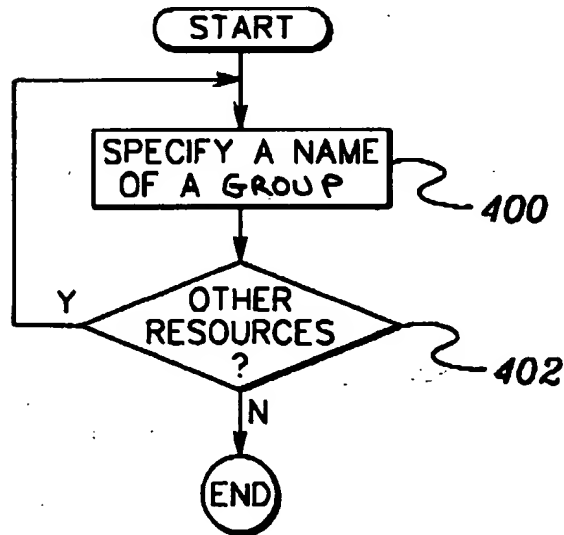 START
SPECIFY A NAME
OF A GROUP
400
Y
OTHER
RESOURCES
?
402
N
END